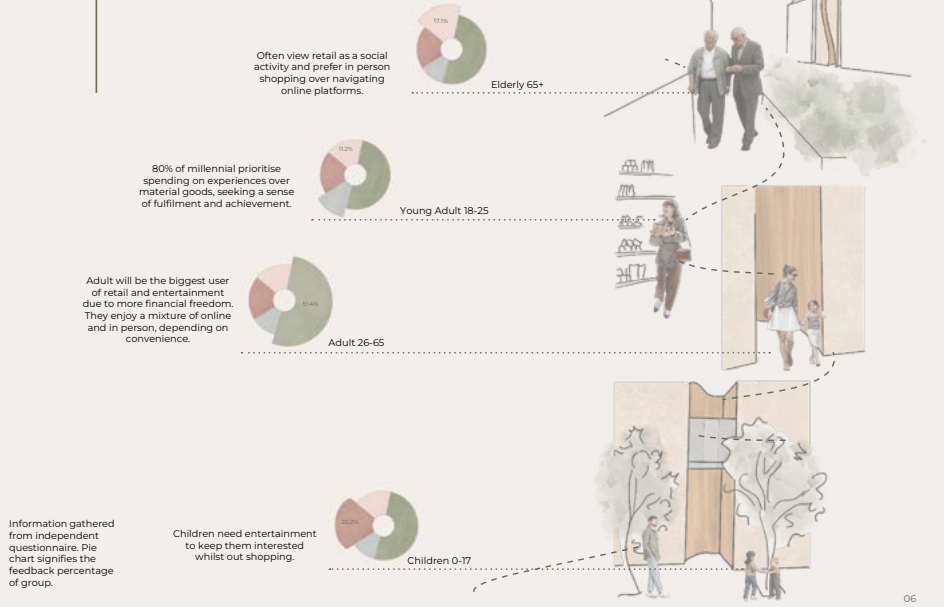 17.1%
Often view retail as a social
activity and prefer in person
shopping over navigating
online platforms.
Elderly 65+
11.2%
80% of millennial prioritise
spending on experiences over
material goods, seeking a sense
of fulfilment and achievement.
Young Adult 18-25
Adult will be the biggest user
of retail and entertainment
due to more financial freedom.
They enjoy a mixture of online
and in person, depending on
convenience.
51.4%
Adult 26-65
20.2%
Information gathered
from independent
questionnaire. Pie
chart signifies the
feedback percentage
of group.
Children need entertainment
to keep them interested
whilst out shopping.
Children 0-17
06